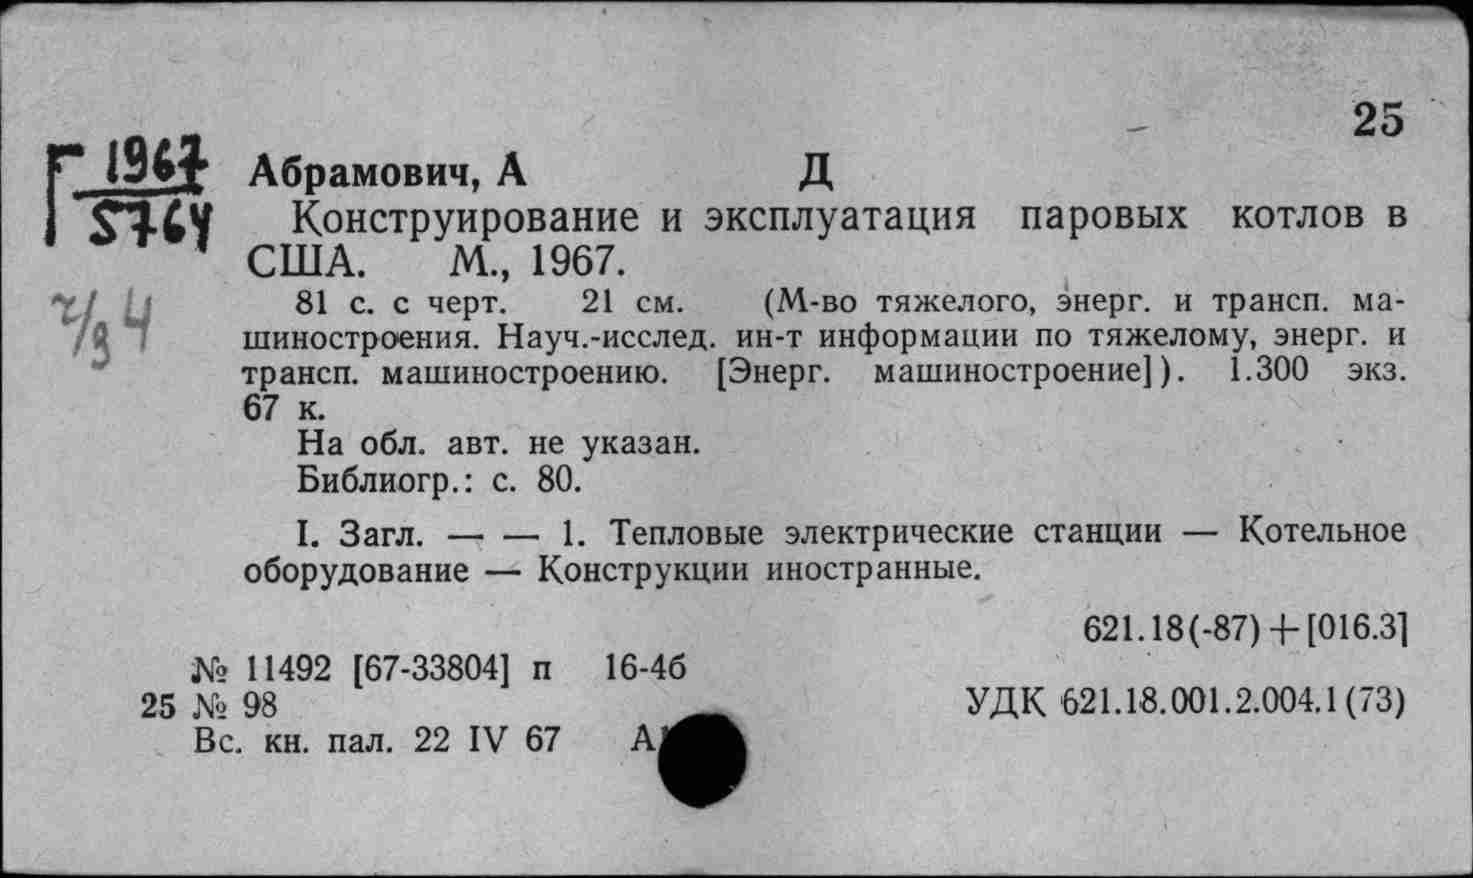 25
Г 1967
5764
Абрамович, А Д
Конструирование и эксплуатация паровых котлов в
США. М., 1967.
81 с. с черт. 21 см. (М-во тяжелого, энерг. и трансп. ма-
шиностроения. Науч.-исслед. ин-т информации по тяжелому, энерг. и
трансп. машиностроению. [Энерг. машиностроение]). 1.300 экз.
67 к.
На обл. авт. не указан.
Библиогр.: с. 80.
I. Загл. — — 1. Тепловые электрические станции — Котельное
оборудование — Конструкции иностранные.
621.18(-87)+[016.3]
№ 11492 [67-33804] п 16-4б
25 № 98
УДК 621.18.001.2.004.1(73)
Вс. кн. пал. 22 IV 67